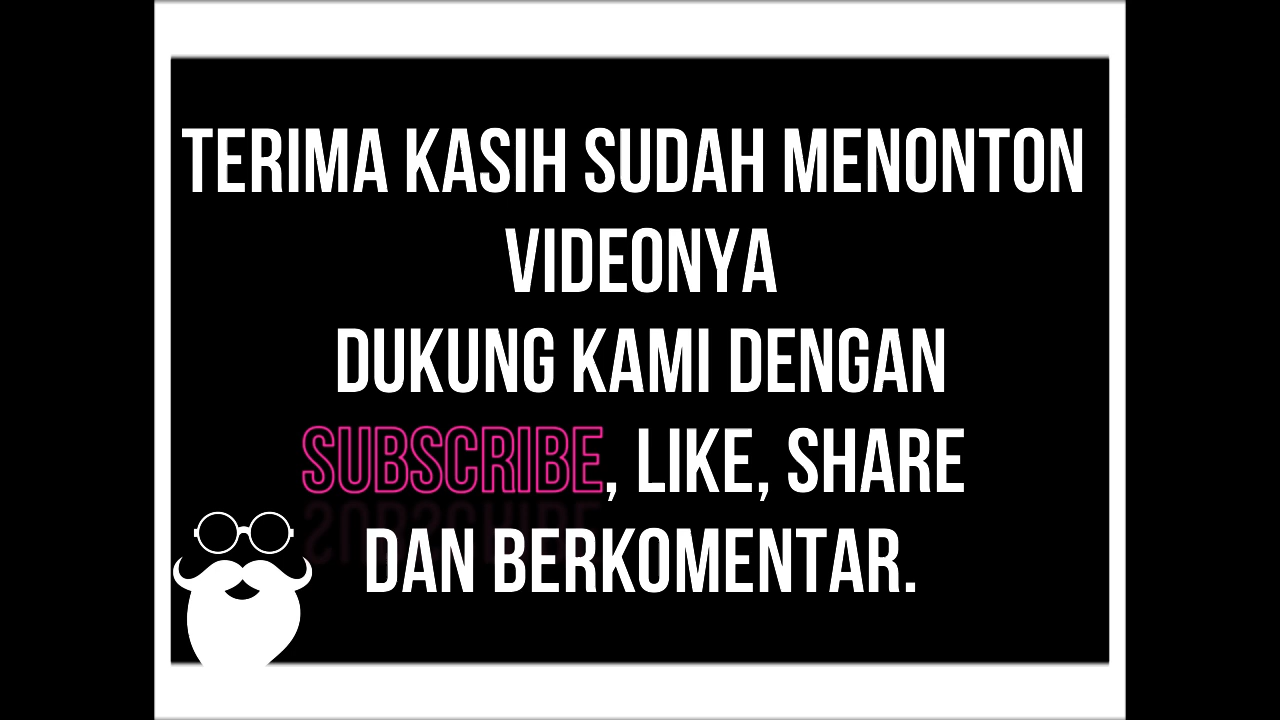 TERIMA KASIH SUDAH MENONTON
VIDEONYA
DUKUNG KAMI DENGAN
SUBSCRIBE, LIKE, SHARE
DAN BERKOMENTAR.